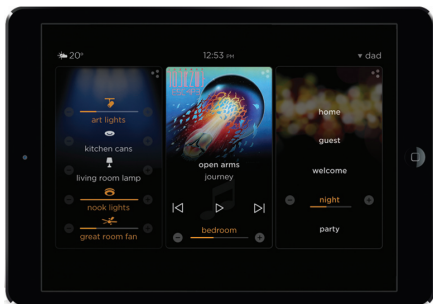 20°
12:53 PM
dad
art lights
kitchen cans
living room lamp
nook lights
great room fan
open arms
journey
bedroom
home
guest
welcome
night
party